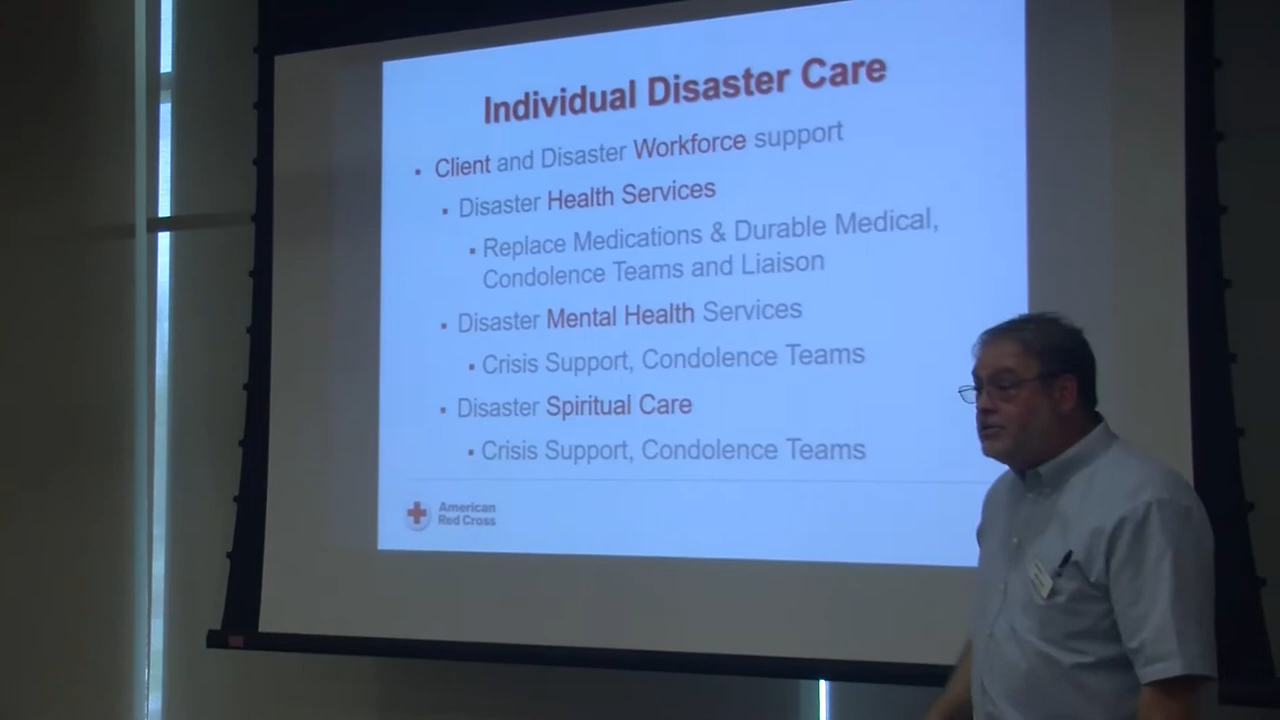 Individual Disaster Care
Client and Disaster Workforce support
Disaster Health Services
Replace Medications & Durable Medical,
Condolence Teams and Liaison
Disaster Mental Health Services
Crisis Support, Condolence Teams
Disaster Spiritual Care
Crisis Support, Condolence Teams
American
Red Cross